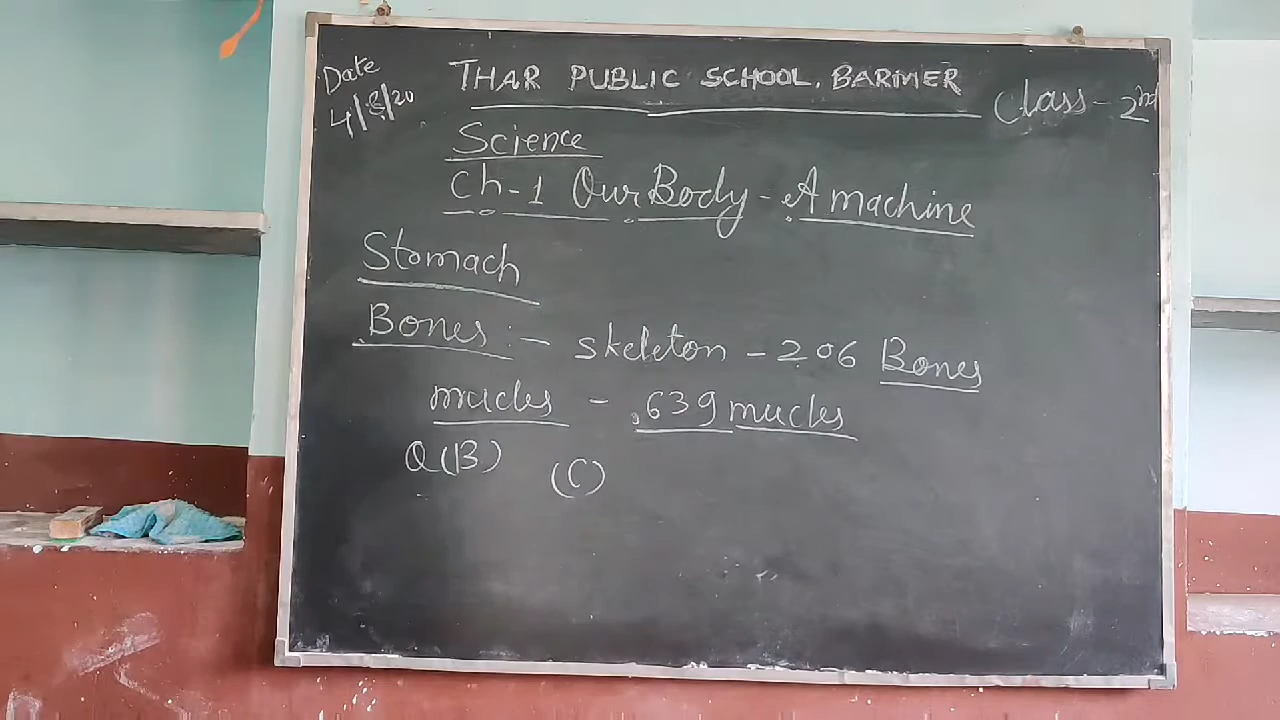 Date
4/8/20
THAR PUBLIC SCHOOL, BARMER
Class - 2nd
Science
Ch-1 Our Body - A machine
Stomach
Bones :- skeleton - 206 Bones
mucles - 639 mucles
Q(B) (C)